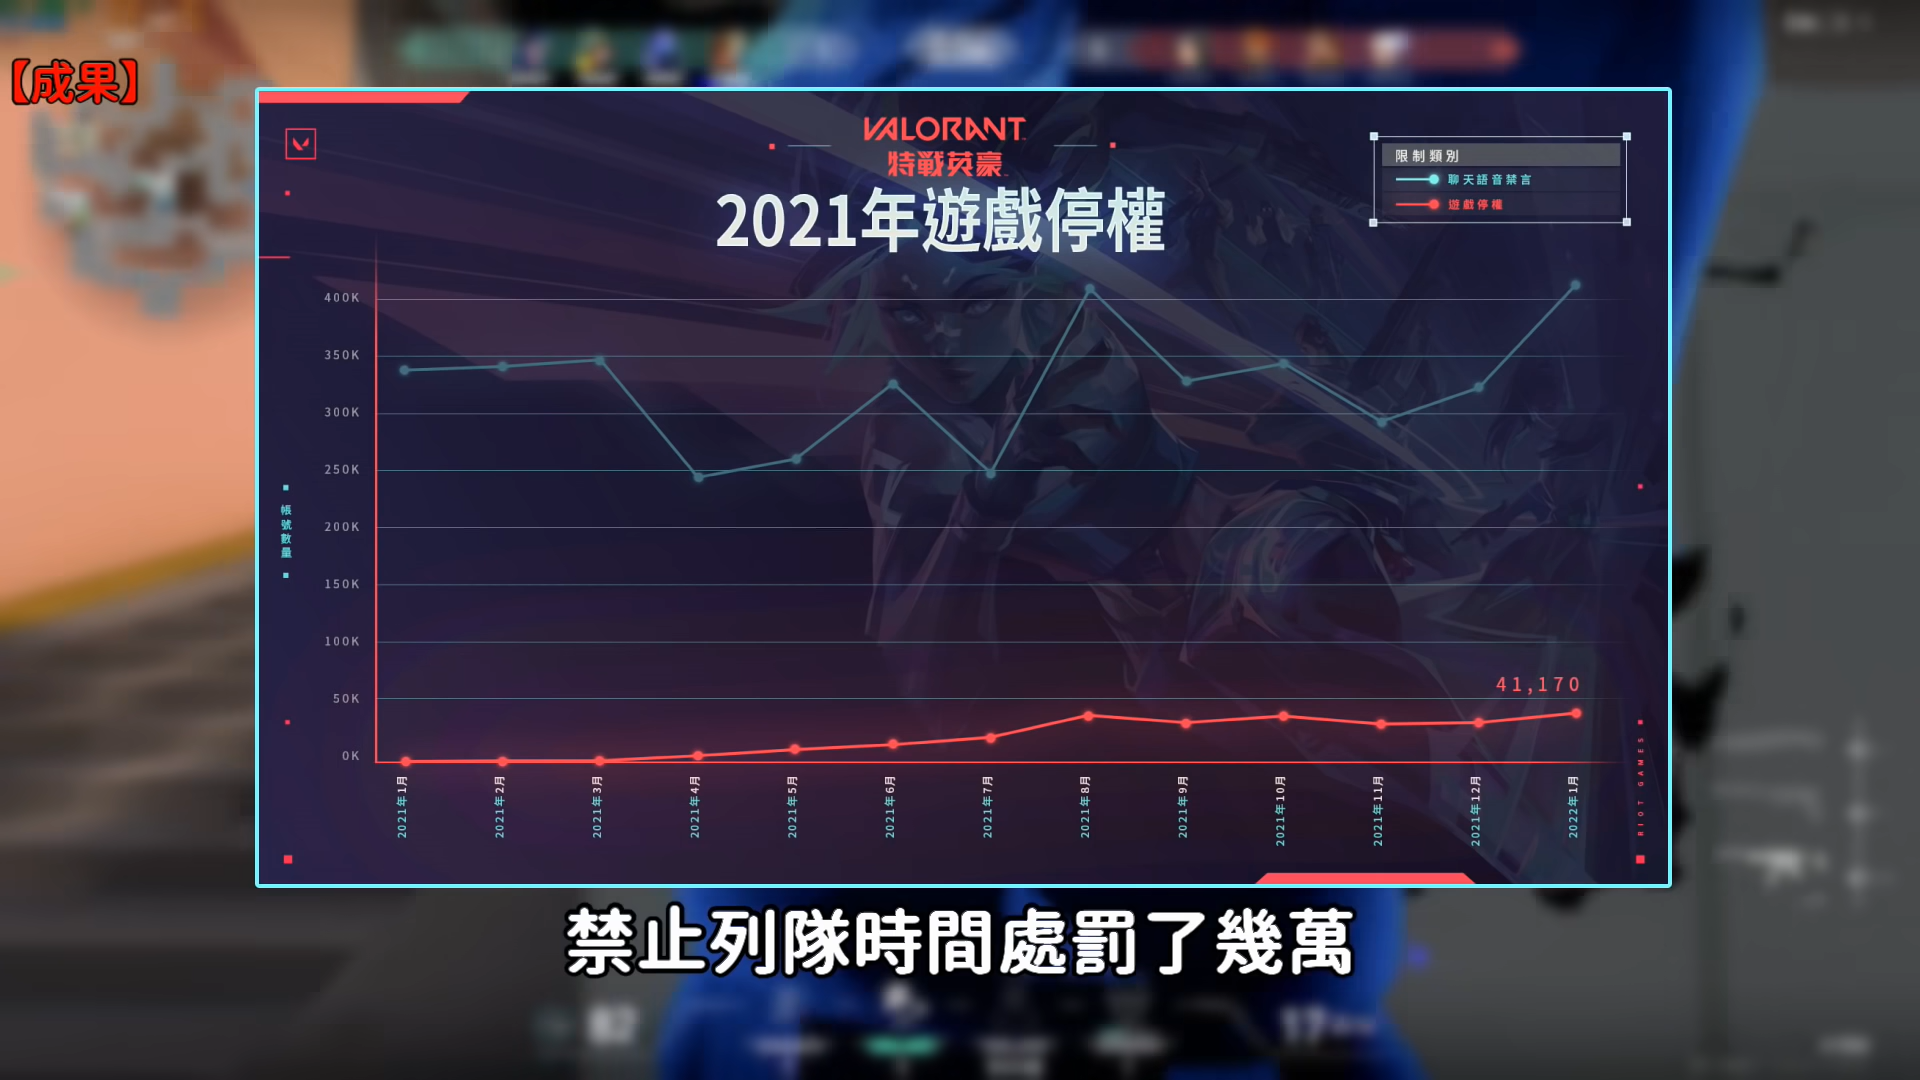 【成果】
VALORANT
特戰英豪
2021年遊戲停權
限制類別
聊天語音禁言
遊戲停權
400K
350K
300K
250K
200K
150K
100K
50K
0K
帳號數量
41,170
2021年1月
2021年2月
2021年3月
2021年4月
2021年5月
2021年6月
2021年7月
2021年8月
2021年9月
2021年10月
2021年11月
2021年12月
2022年1月
RIOT GAMES
禁止列隊時間處罰了幾萬
82
17